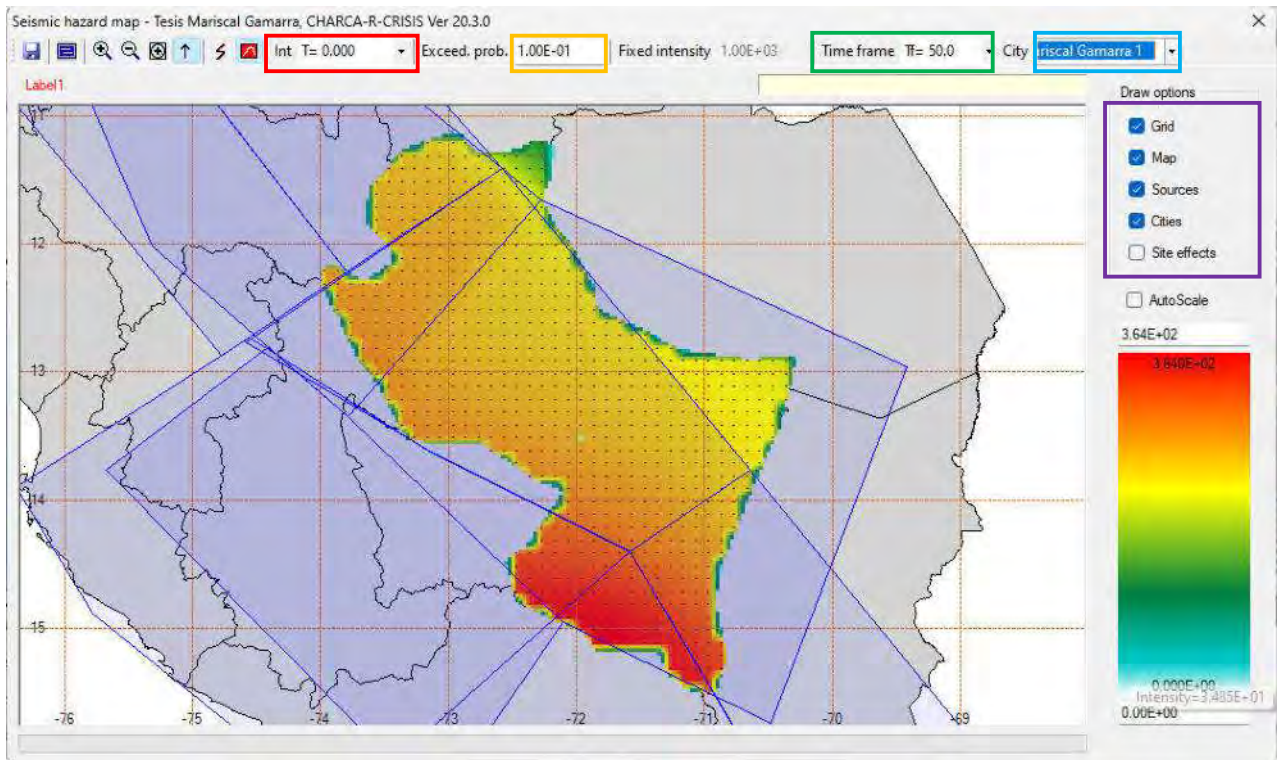 Seismic hazard map - Tesis Mariscal Gamarra, CHARCA-R-CRISIS Ver 20.3.0
Int T= 0.000 Exceed. prob. 1.00E-01 Fixed intensity 1.00E+03 Time frame Tf= 50.0 City ariscal Gamarra 1
Label1
Draw options
Grid
Map
Sources
Cities
Site effects
AutoScale
3.64E+02
3.640E+02
0.000E+00
Intensity=3.485E+01
0.00E+00
-11
-12
-13
-14
-15
-76 -75 -74 -73 -72 -71 -70 -69